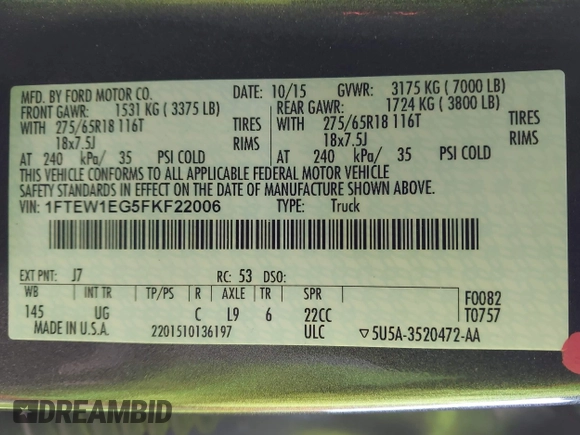 MFD. BY FORD MOTOR CO.
DATE: 10/15
GVWR: 3175 KG ( 7000 LB)
FRONT GAWR: 1531 KG ( 3375 LB)
REAR GAWR: 1724 KG ( 3800 LB)
WITH 275/65R18 116T TIRES
WITH 275/65R18 116T TIRES
18x7.5J RIMS
18x7.5J RIMS
AT 240 kPa/ 35 PSI COLD
AT 240 kPa/ 35 PSI COLD
THIS VEHICLE CONFORMS TO ALL APPLICABLE FEDERAL MOTOR VEHICLE
SAFETY STANDARDS IN EFFECT ON THE DATE OF MANUFACTURE SHOWN ABOVE.
VIN: 1FTEW1EG5FKF22006
TYPE: Truck
EXT PNT: J7
RC: 53 DSO:
WB INT TR TP/PS R AXLE TR SPR
F0082
145 UG C L9 6 22CC
T0757
MADE IN U.S.A. 2201510136197 ULC ▽5U5A-3520472-AA
DREAMBID